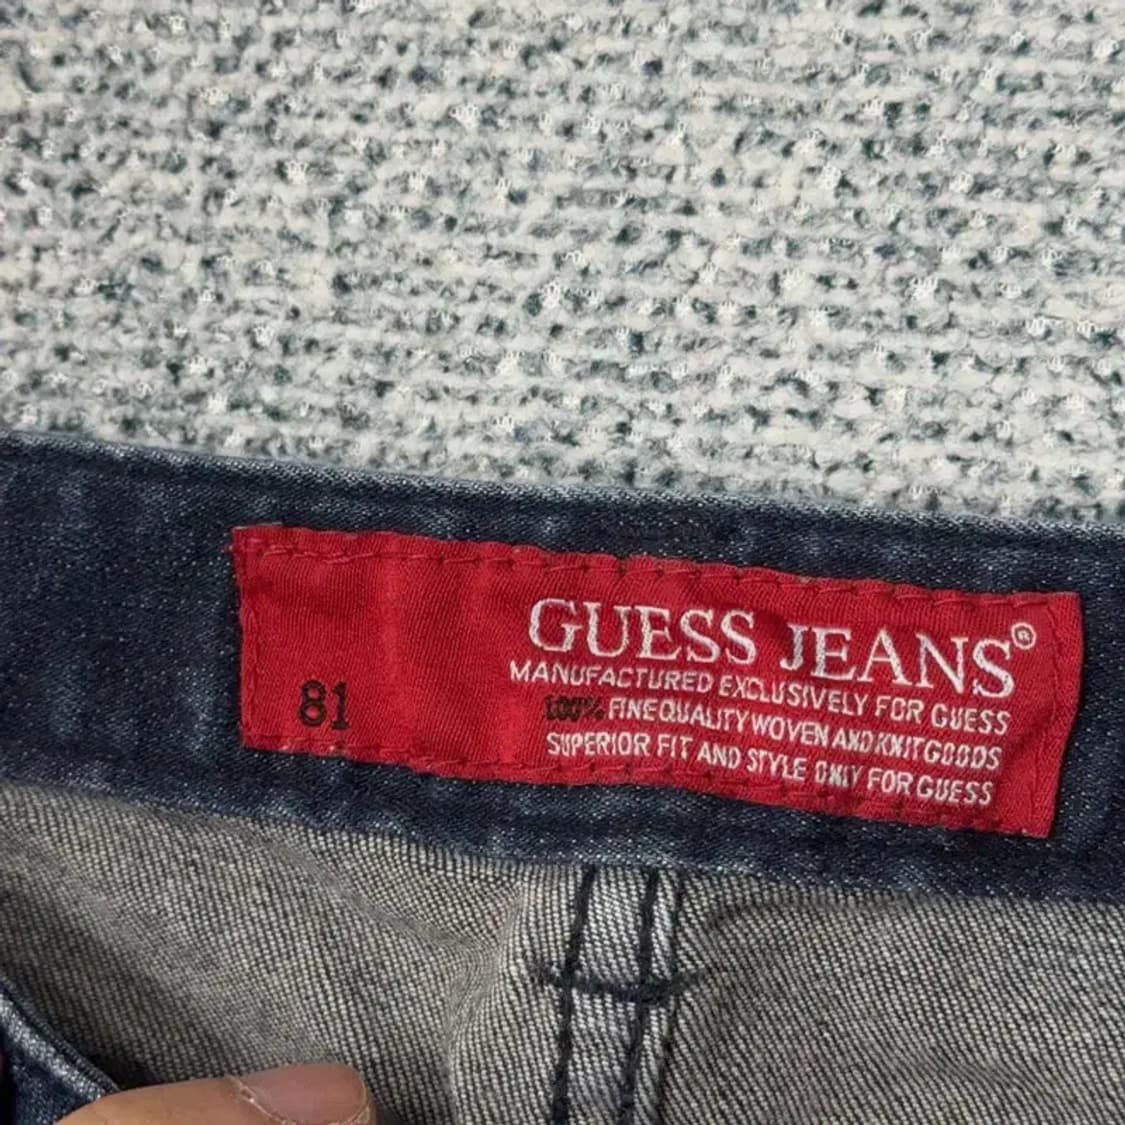 GUESS JEANS®
MANUFACTURED EXCLUSIVELY FOR GUESS
100% FINE QUALITY WOVEN AND KNIT GOODS
SUPERIOR FIT AND STYLE ONLY FOR GUESS
81